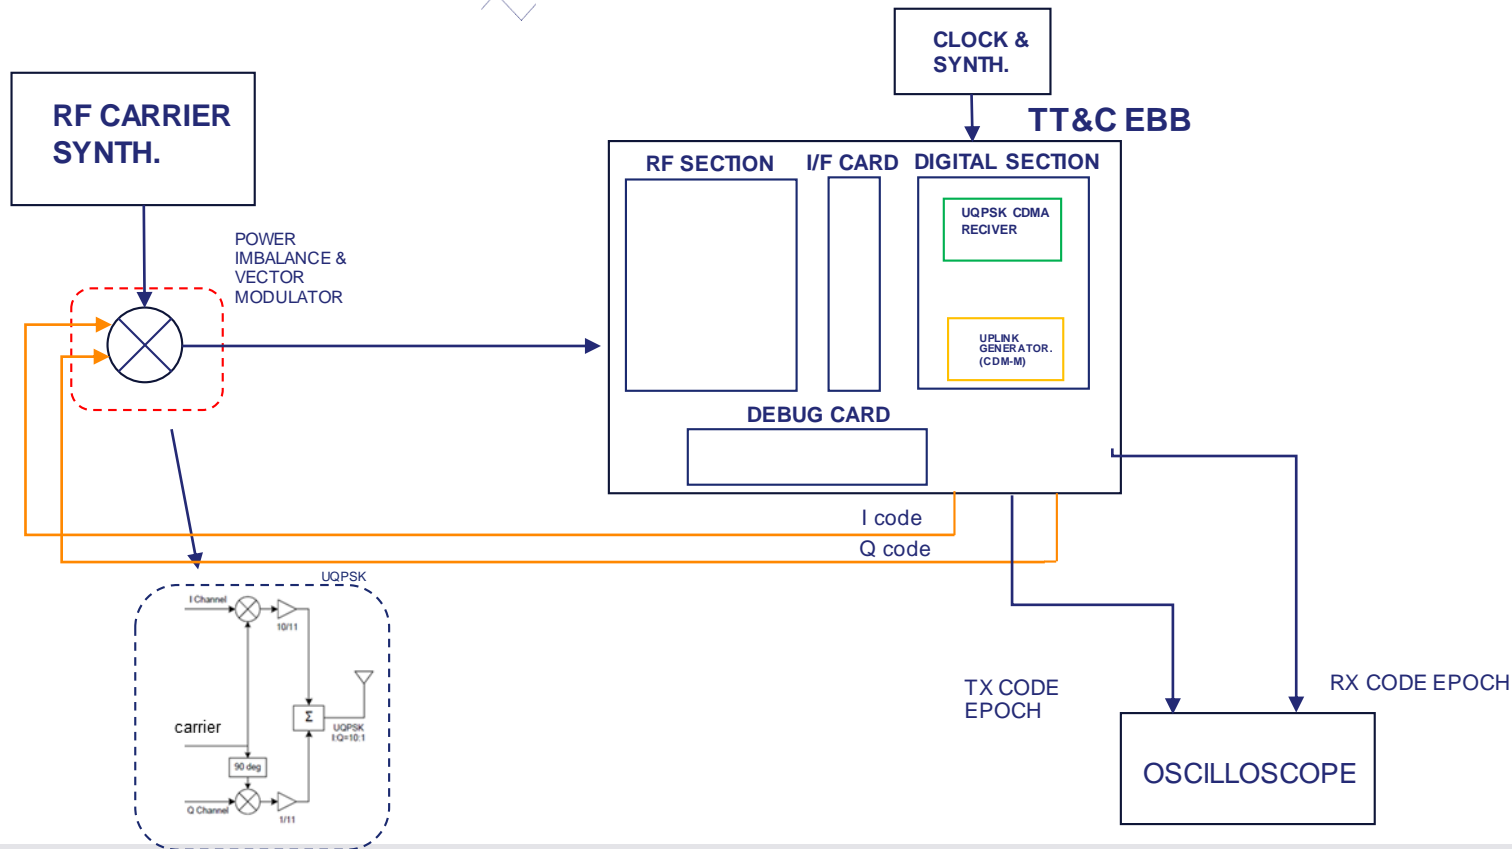 CLOCK &
SYNTH.
RF CARRIER
SYNTH.
TT&C EBB
RF SECTION
I/F CARD
DIGITAL SECTION
UQPSK CDMA
RECIVER
POWER
IMBALANCE &
VECTOR
MODULATOR
UPLINK
GENERATOR.
(CDM-M)
DEBUG CARD
I code
Q code
UQPSK
I Channel
10/11
carrier
Σ
UQPSK
I:Q=10:1
90 deg
Q Channel
1/11
TX CODE
EPOCH
RX CODE EPOCH
OSCILLOSCOPE